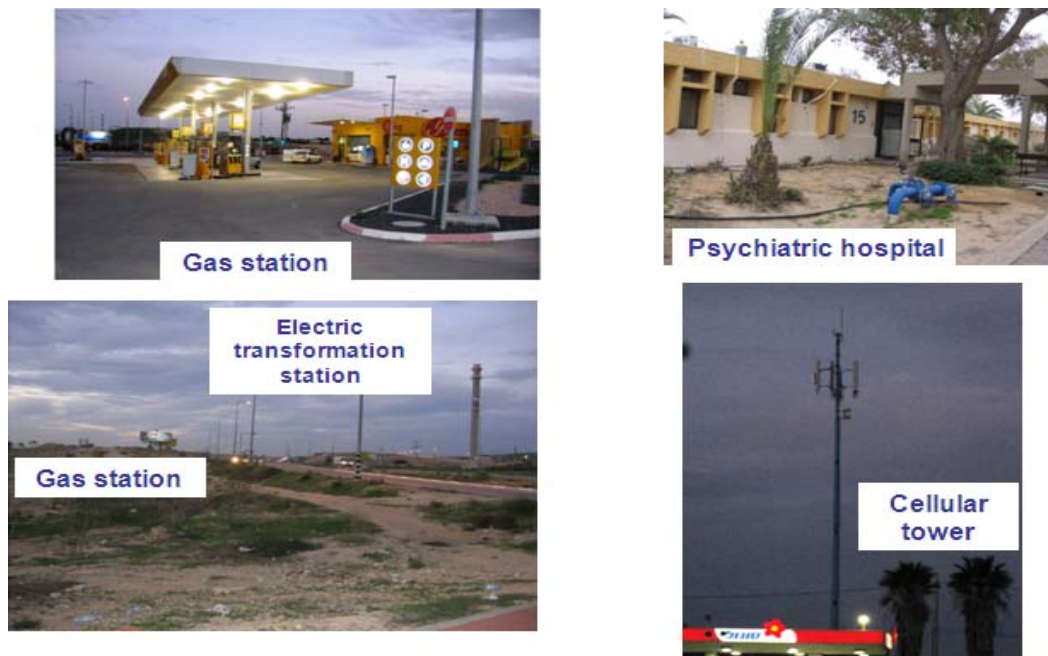 Gas station
15
Psychiatric hospital
Electric
transformation
station
Gas station
Cellular
tower